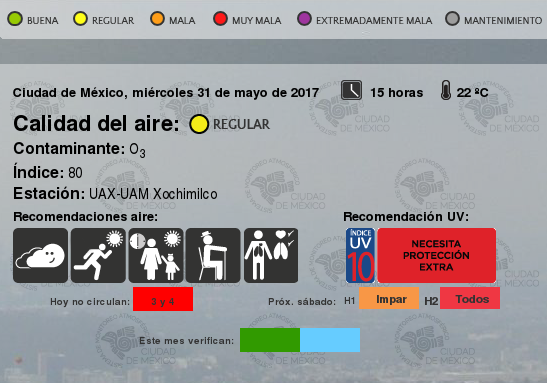 BUENA REGULAR MALA MUY MALA EXTREMADAMENTE MALA MANTENIMIENTO
Ciudad de México, miércoles 31 de mayo de 2017 15 horas 22 ºC
Calidad del aire: REGULAR
Contaminante: O3
Índice: 80
Estación: UAX-UAM Xochimilco
Recomendaciones aire: Recomendación UV:
ÍNDICE UV 10 NECESITA PROTECCIÓN EXTRA
Hoy no circulan: 3 y 4 Próx. sábado: H1 Impar H2 Todos
Este mes verifican:
CIUDAD DE MÉXICO